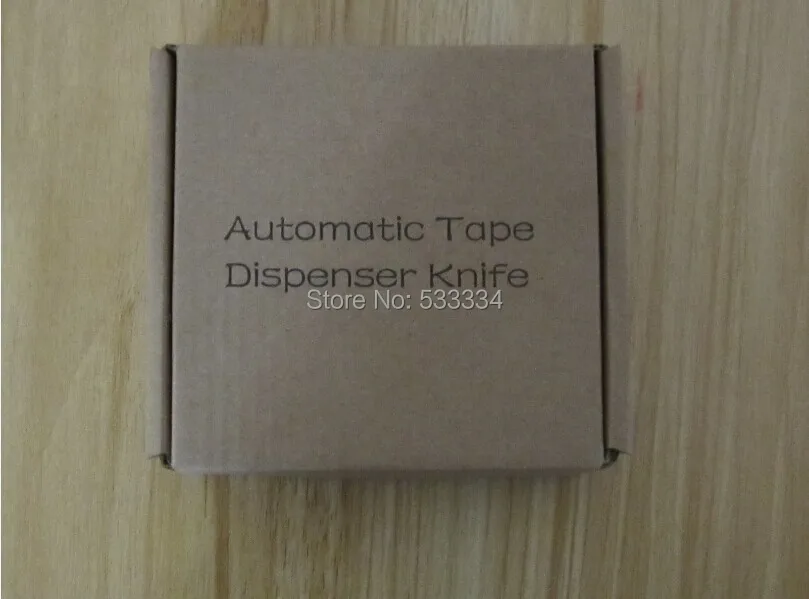 Automatic Tape
Dispenser Knife
Store No: 533334